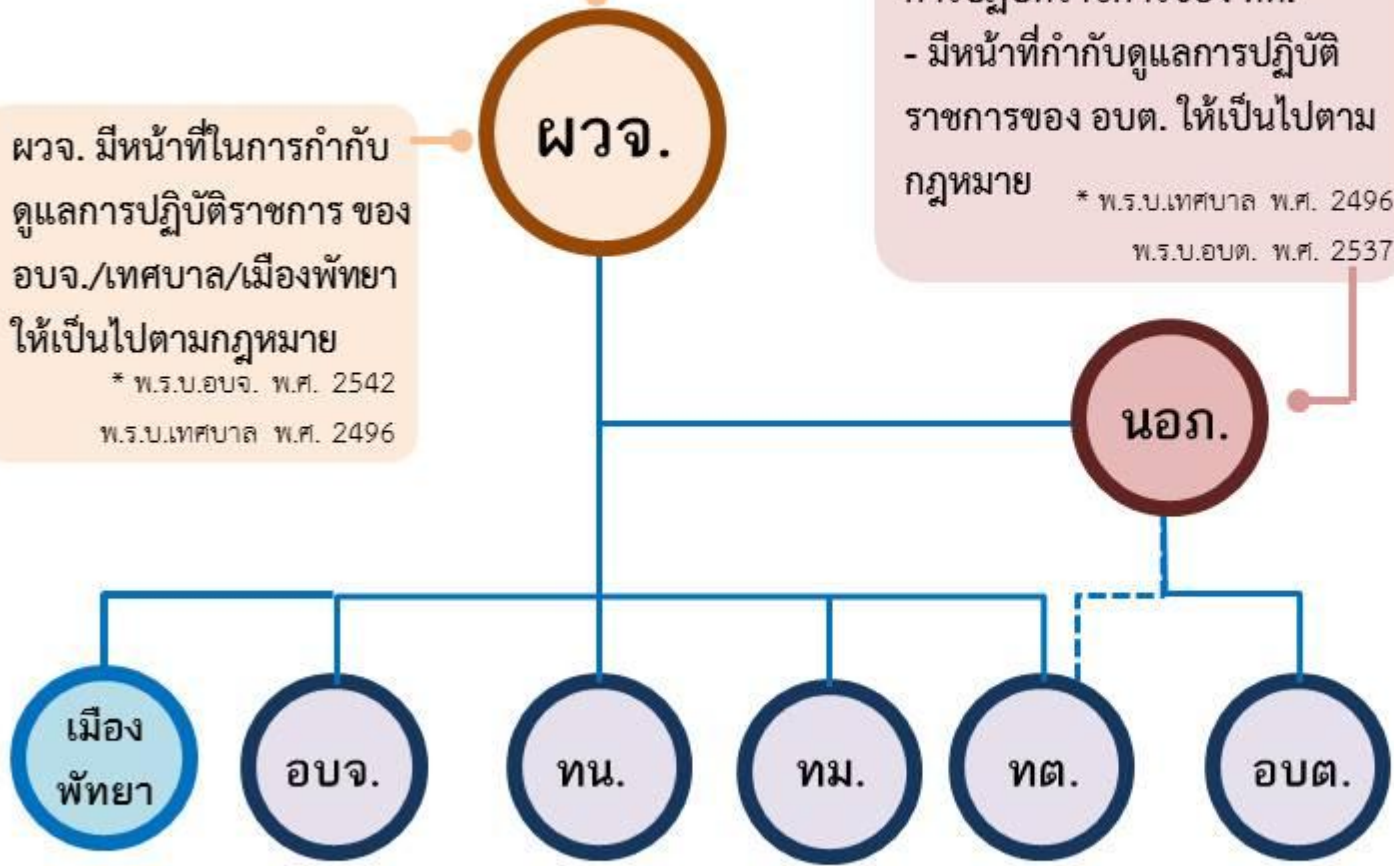 ผวจ.
- มีหน้าที่กำกับดูแลการปฏิบัติ
ราชการของ อบต. ให้เป็นไปตาม
กฎหมาย
* พ.ร.บ.เทศบาล พ.ศ. 2496
พ.ร.บ.อบต. พ.ศ. 2537
ผวจ. มีหน้าที่ในการกำกับ
ดูแลการปฏิบัติราชการ ของ
อบจ./เทศบาล/เมืองพัทยา
ให้เป็นไปตามกฎหมาย
* พ.ร.บ.อบจ. พ.ศ. 2542
พ.ร.บ.เทศบาล พ.ศ. 2496
นอภ.
เมือง
พัทยา
อบจ.
ทน.
ทม.
ทต.
อบต.